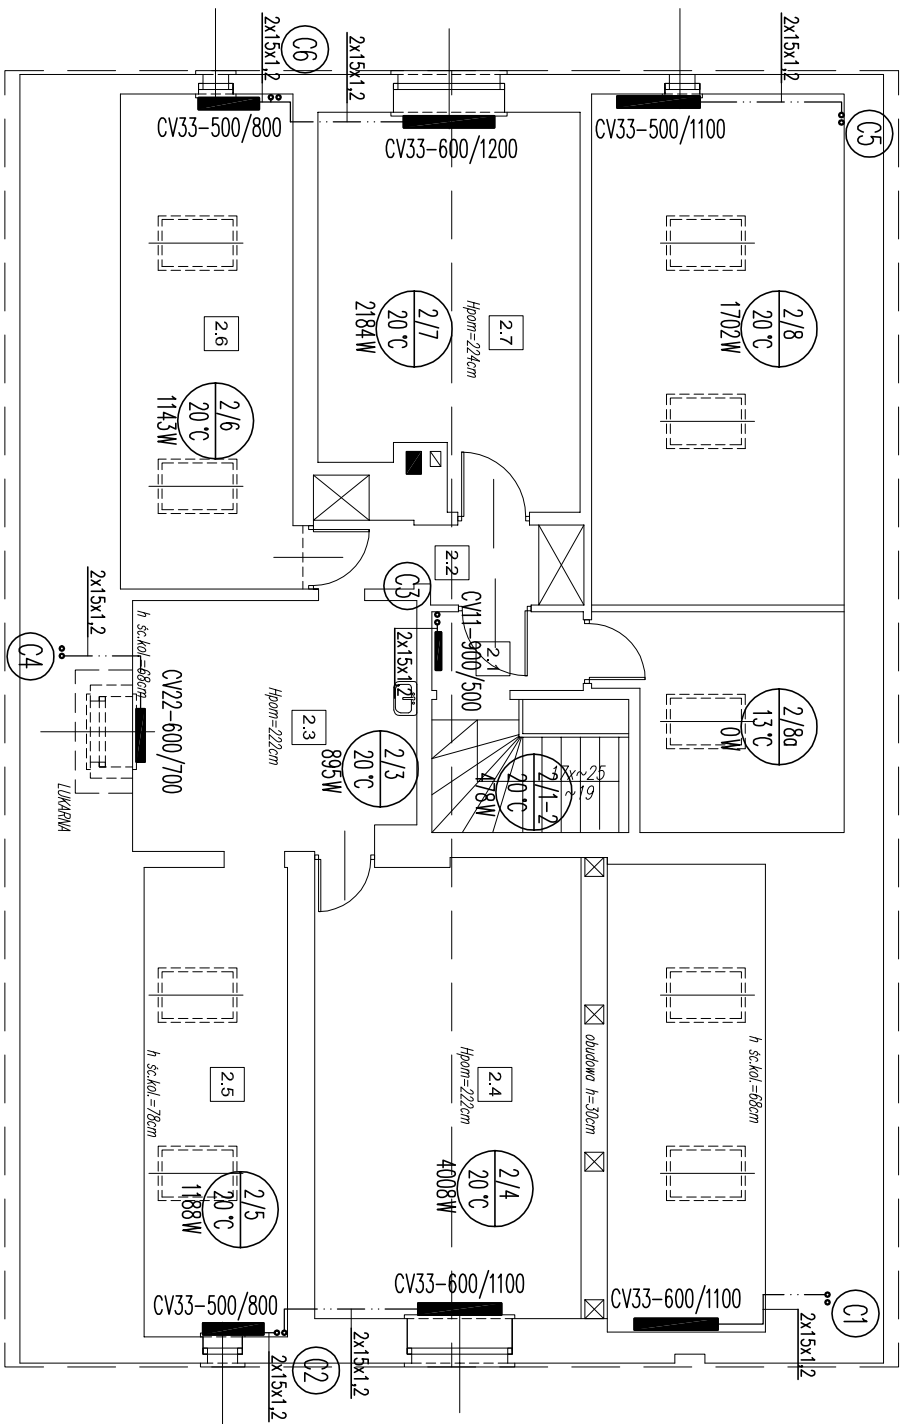 2x15x1,2
C6
2x15x1,2
2x15x1,2
C5
CV33-500/800
CV33-600/1200
CV33-500/1100
2/6
20°C
1143W
2.6
2/7
20°C
2184W
2.7
Hpom=224cm
2/8
20°C
1702W
2.2
C3
CV11-900/500
2.1
2x15x1,2
2x15x1,2
C4
h śc.kol.=68cm
CV22-600/700
LUKARNA
Hpom=222cm
2.3
2/3
20°C
895W
2/1-2
20°C
478W
17x~25
~19
2/8a
13°C
0W
2.5
h śc.kol.=78cm
2/5
20°C
1188W
2.4
Hpom=222cm
2/4
20°C
4008W
obudowa h=30cm
h śc.kol.=68cm
CV33-500/800
CV33-600/1100
CV33-600/1100
2x15x1,2
C2
2x15x1,2
2x15x1,2
C1